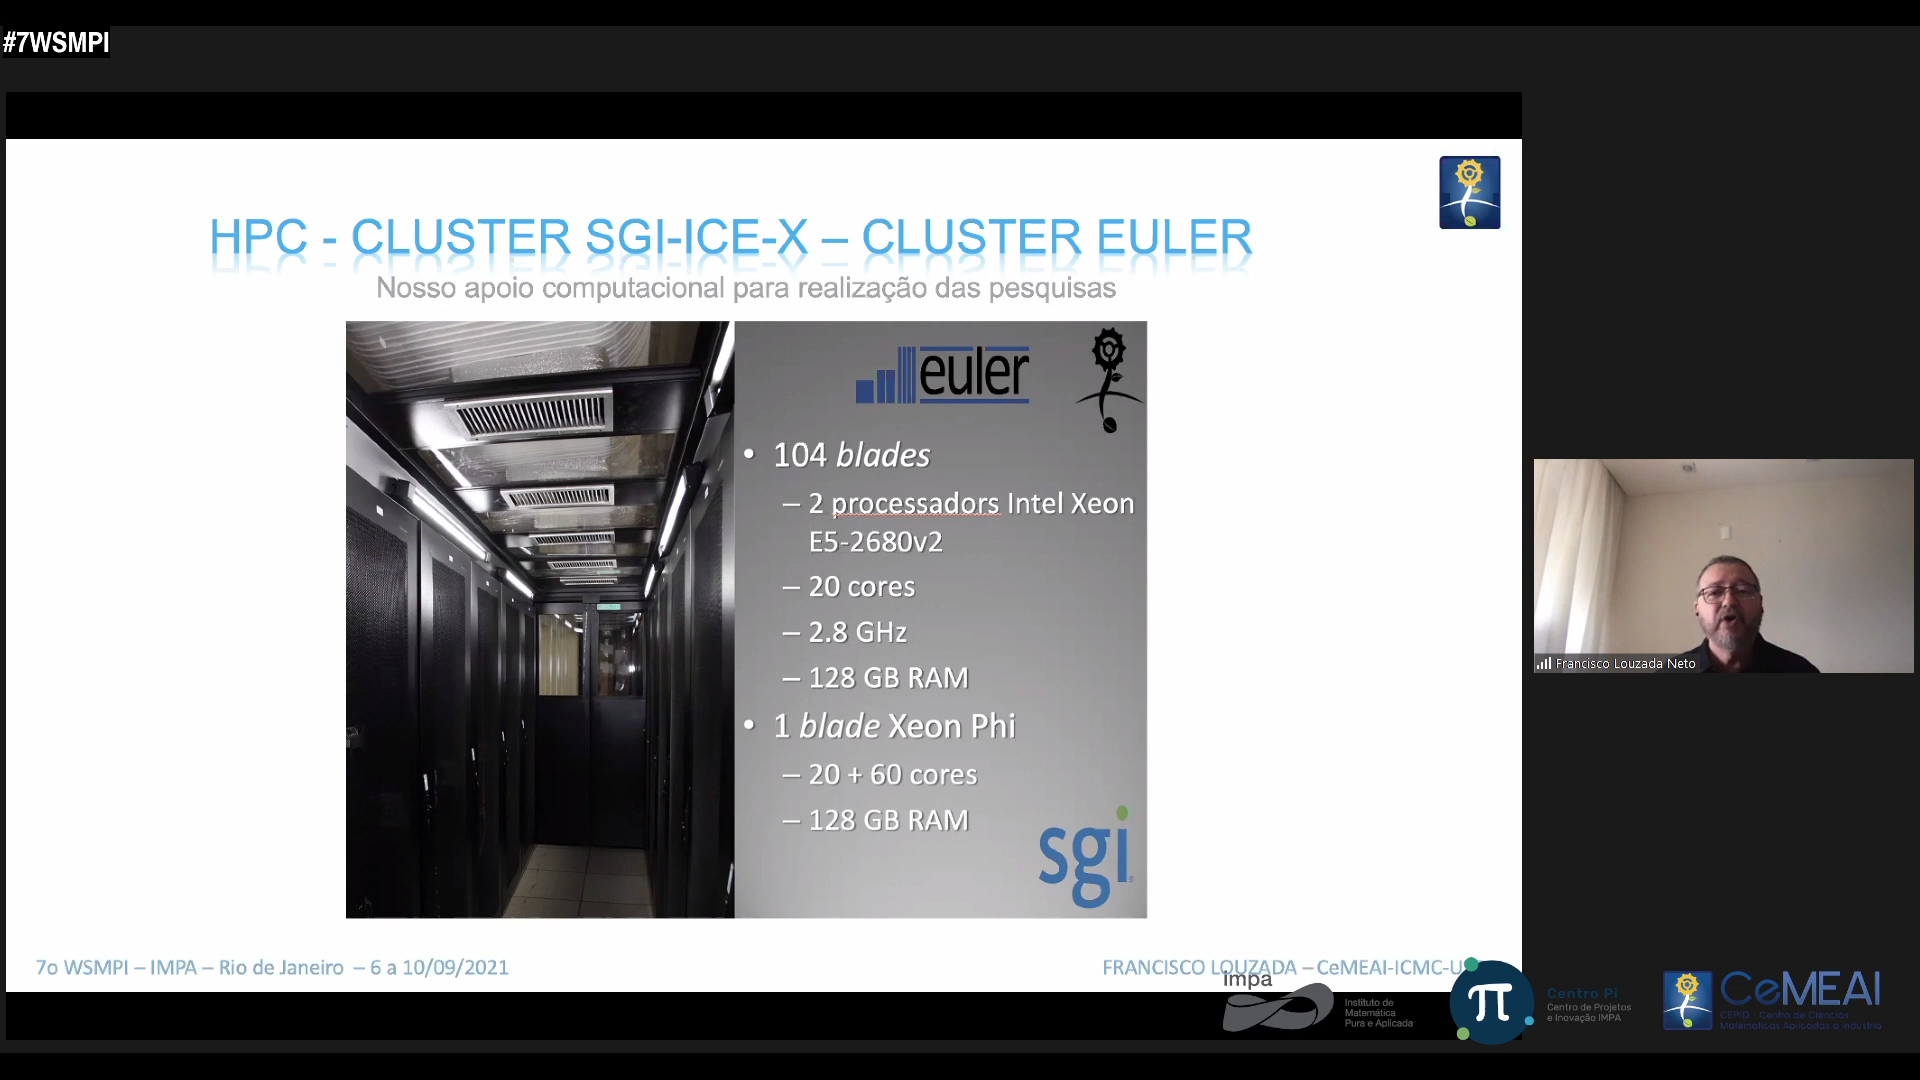 #7WSMPI
HPC - CLUSTER SGI-ICE-X – CLUSTER EULER
Nosso apoio computacional para realização das pesquisas
euler
• 104 blades
– 2 processadors Intel Xeon
E5-2680v2
– 20 cores
– 2.8 GHz
– 128 GB RAM
• 1 blade Xeon Phi
– 20 + 60 cores
– 128 GB RAM
sgi
Francisco Louzada Neto
7o WSMPI – IMPA – Rio de Janeiro – 6 a 10/09/2021
FRANCISCO LOUZADA – CeMEAI-ICMC-U
impa
Instituto de
Matemática
Pura e Aplicada
π
Centro Pi
Centro de Projetos
e Inovação IMPA
CeMEAI
CEPID - Centro de Ciências
Matemáticas Aplicadas à Indústria